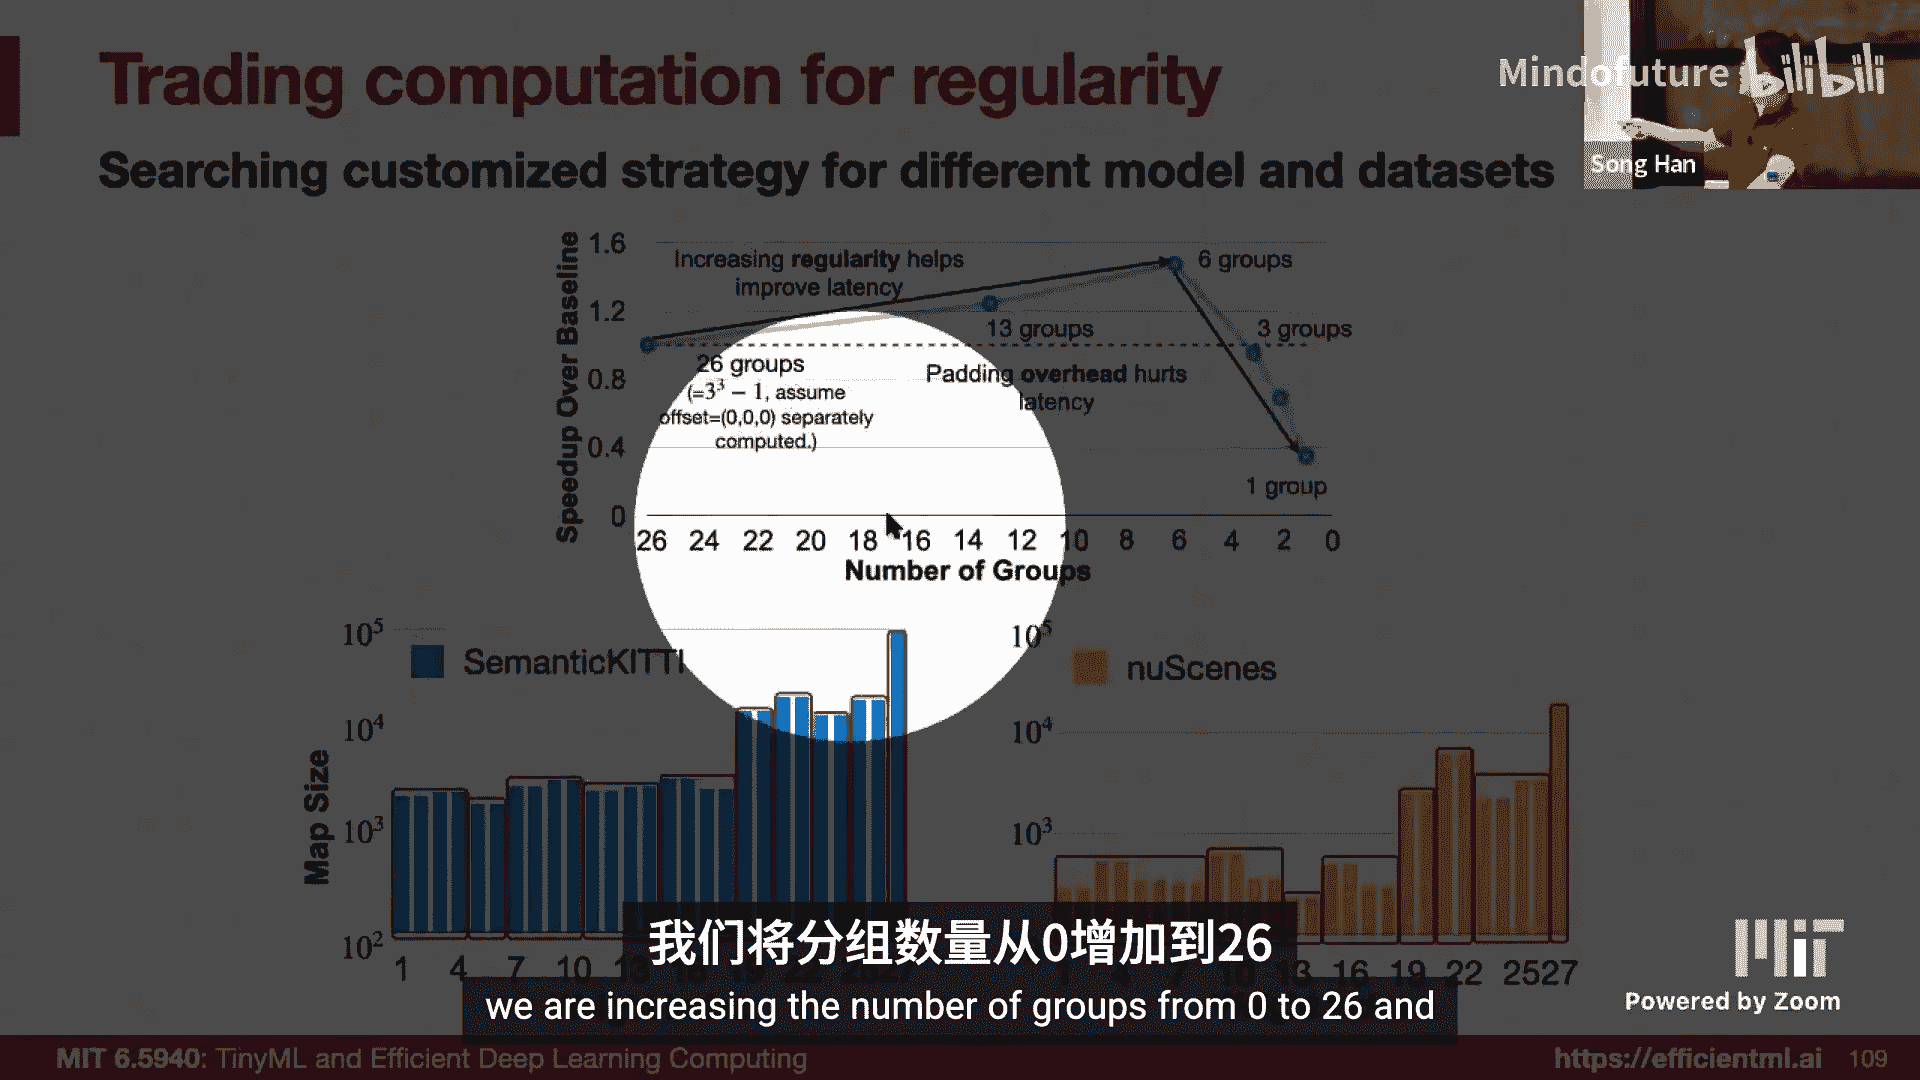 Trading computation for regularity
Mindofuture bilibili
Searching customized strategy for different model and datasets
Song Han
Speedup Over Baseline
1.6
1.2
0.8
0.4
0
Increasing regularity helps
improve latency
6 groups
13 groups
3 groups
26 groups
(=3³ − 1, assume
offset=(0,0,0) separately
computed.)
Padding overhead hurts
latency
1 group
26 24 22 20 18 16 14 12 10 8 6 4 2 0
Number of Groups
Map Size
10⁵
10⁴
10³
10²
SemanticKITTI
1 4 7 10 13
10⁵
10⁴
10³
nuScenes
10 13 16 19 22 2527
我们将分组数量从0增加到26
we are increasing the number of groups from 0 to 26 and
MIT
Powered by Zoom
MIT 6.5940: TinyML and Efficient Deep Learning Computing
https://efficientml.ai 109